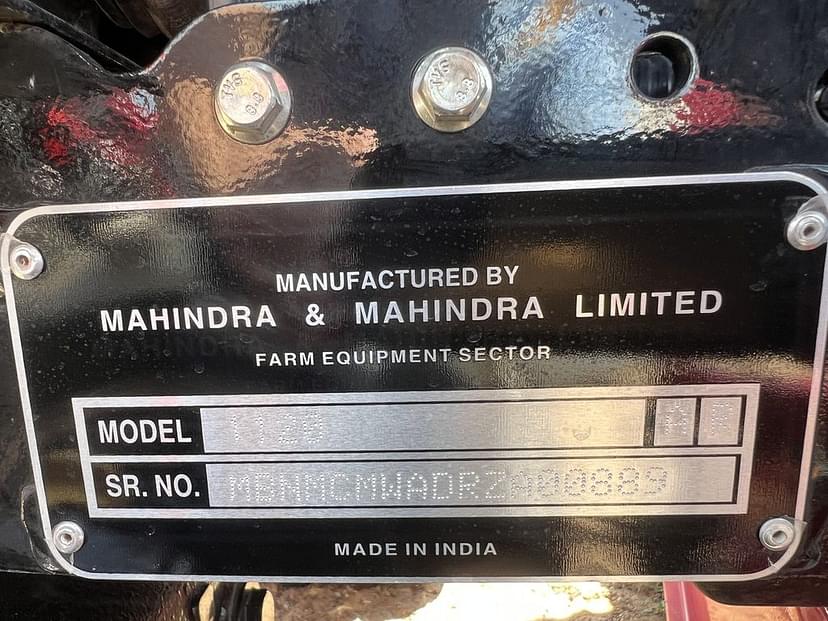 MANUFACTURED BY
MAHINDRA & MAHINDRA LIMITED
FARM EQUIPMENT SECTOR
MODEL 1120
SR. NO. MBNMCMWADRZA00889
MADE IN INDIA